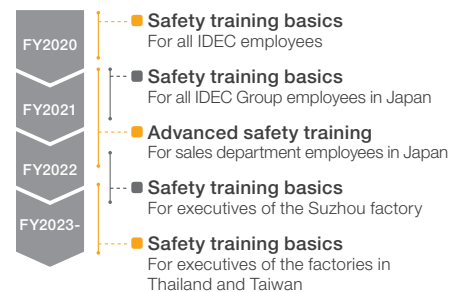 FY2020
FY2021
FY2022
FY2023-
Safety training basics
For all IDEC employees
Safety training basics
For all IDEC Group employees in Japan
Advanced safety training
For sales department employees in Japan
Safety training basics
For executives of the Suzhou factory
Safety training basics
For executives of the factories in
Thailand and Taiwan